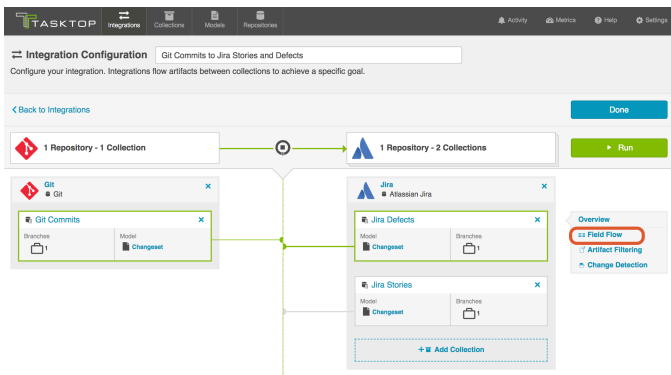 TASKTOP
Integrations
Collections
Models
Repositories
Activity
Metrics
Help
Settings
Integration Configuration
Git Commits to Jira Stories and Defects
Configure your integration. Integrations flow artifacts between collections to achieve a specific goal.
Back to Integrations
Done
1 Repository - 1 Collection
1 Repository - 2 Collections
Run
Git
Git
Jira
Atlassian Jira
Git Commits
Branches
1
Model
Changeset
Jira Defects
Model
Changeset
Branches
1
Overview
Field Flow
Artifact Filtering
Change Detection
Jira Stories
Model
Changeset
Branches
1
+ Add Collection